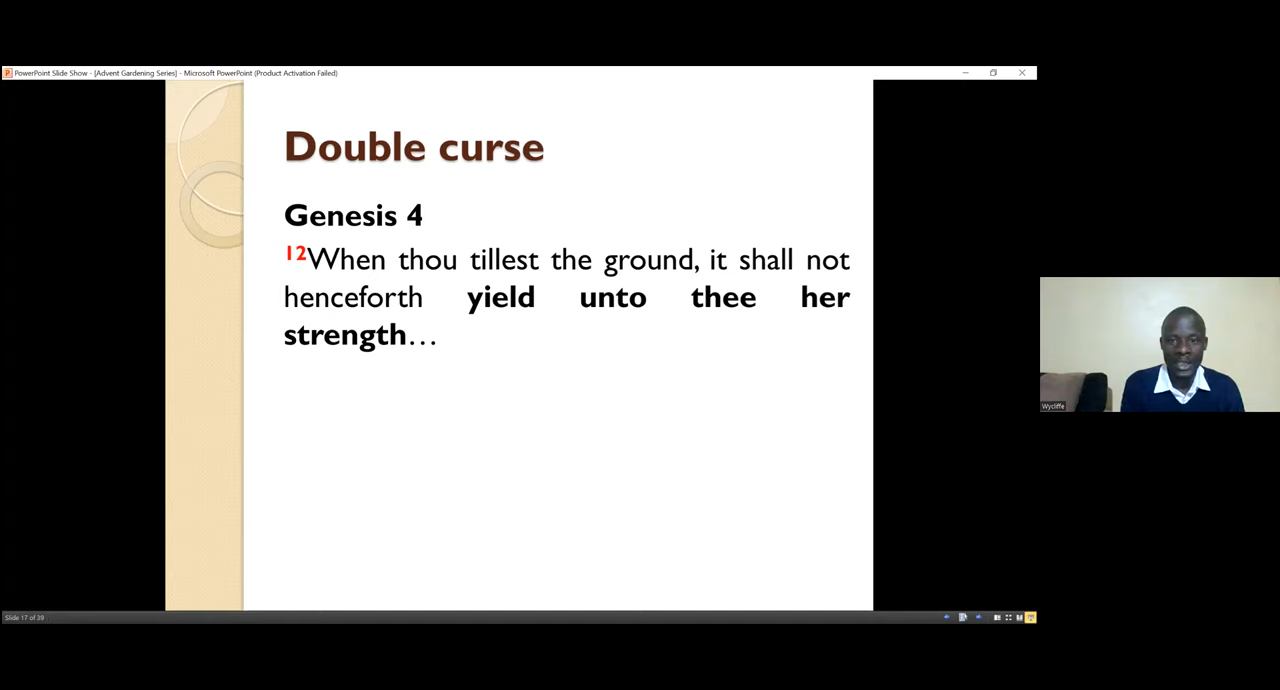 PowerPoint Slide Show - [Advent Gardening Series] - Microsoft PowerPoint (Product Activation Failed)
Double curse
Genesis 4
12When thou tillest the ground, it shall not
henceforth yield unto thee her
strength…
Wycliffe
Slide 17 of 39